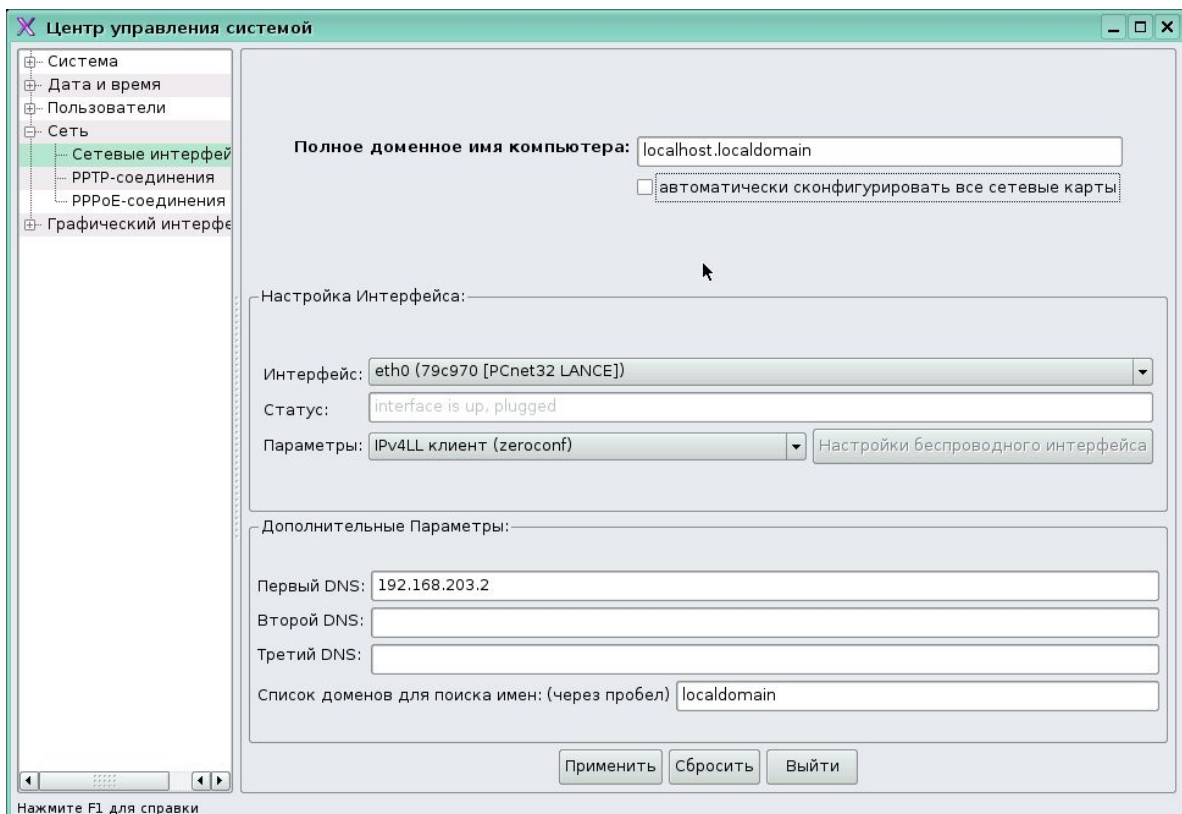 Центр управления системой
Система
Дата и время
Пользователи
Сеть
Сетевые интерфей
PPTP-соединения
PPPoE-соединения
Графический интерфе
Полное доменное имя компьютера: localhost.localdomain
автоматически сконфигурировать все сетевые карты
Настройка Интерфейса:
Интерфейс: eth0 (79c970 [PCnet32 LANCE])
Статус: interface is up, plugged
Параметры: IPv4LL клиент (zeroconf) Настройки беспроводного интерфейса
Дополнительные Параметры:
Первый DNS: 192.168.203.2
Второй DNS:
Третий DNS:
Список доменов для поиска имен: (через пробел) localdomain
Применить Сбросить Выйти
Нажмите F1 для справки